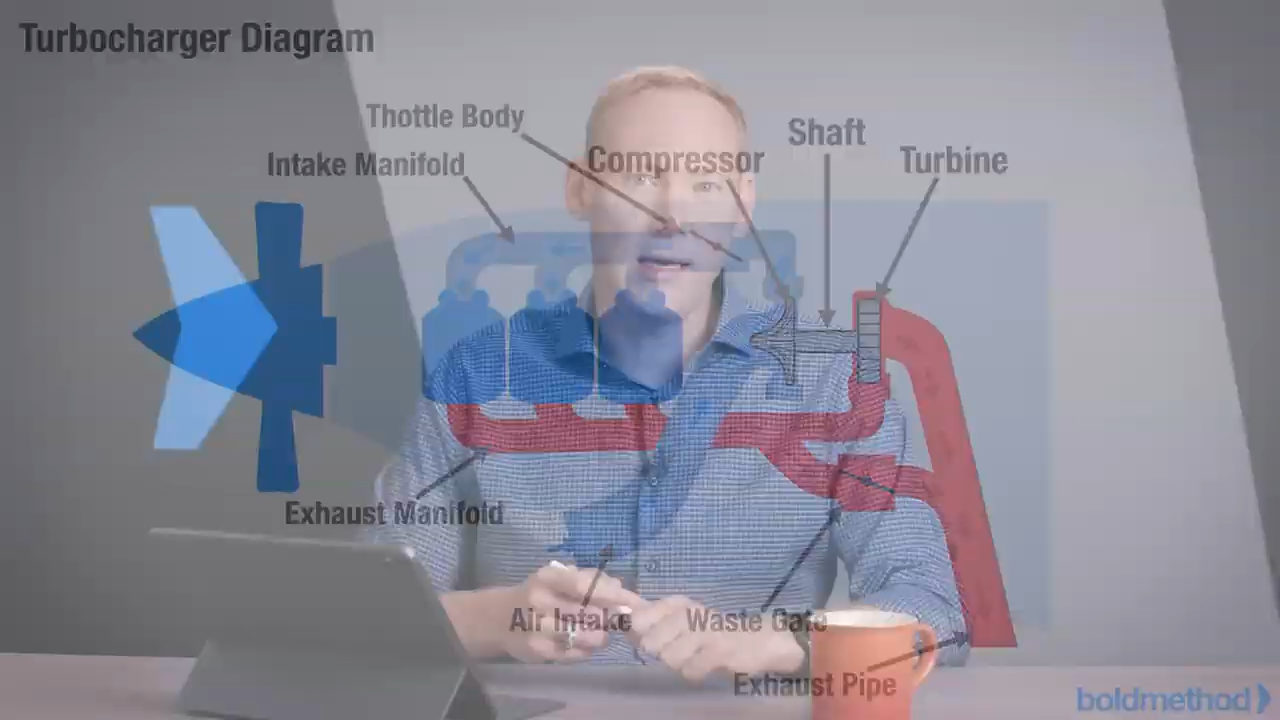 Turbocharger Diagram
Thottle Body
Shaft
Intake Manifold
Compressor
Turbine
Exhaust Manifold
Air Intake
Waste Gate
Exhaust Pipe
boldmethod